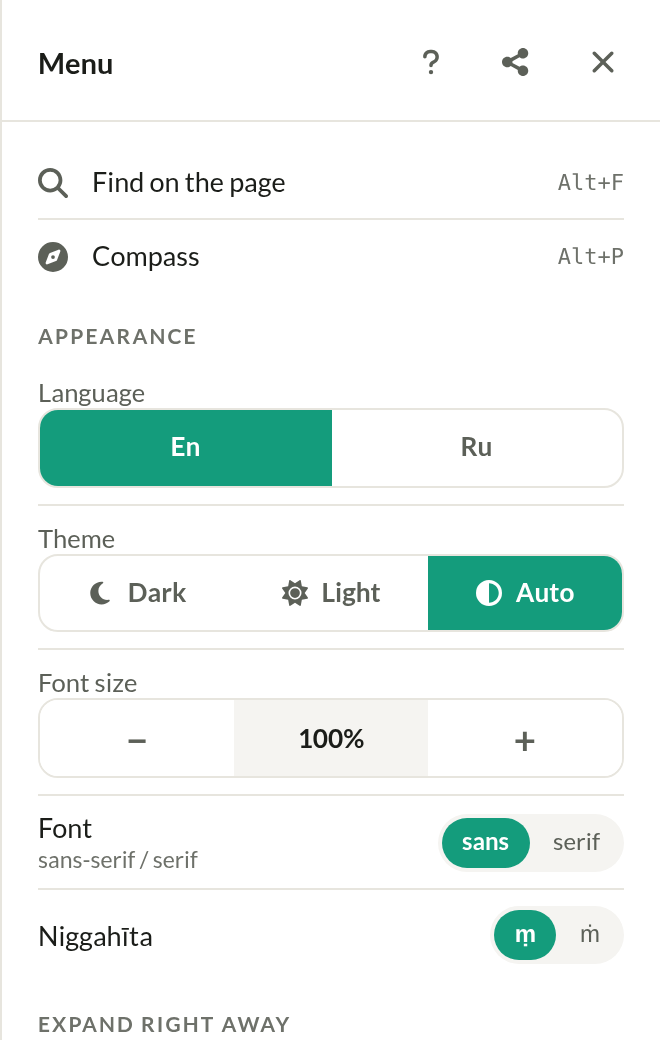 Menu
?
Find on the page Alt+F
Compass Alt+P
APPEARANCE
Language
En Ru
Theme
Dark Light Auto
Font size
− 100% +
Font
sans-serif / serif
sans serif
Niggahīta ṃ ṁ
EXPAND RIGHT AWAY